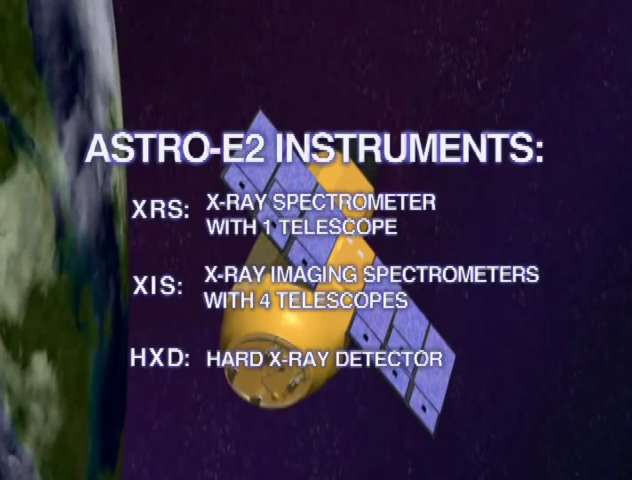 ASTRO-E2 INSTRUMENTS:
XRS: X-RAY SPECTROMETER
WITH 1 TELESCOPE
XIS: X-RAY IMAGING SPECTROMETERS
WITH 4 TELESCOPES
HXD: HARD X-RAY DETECTOR